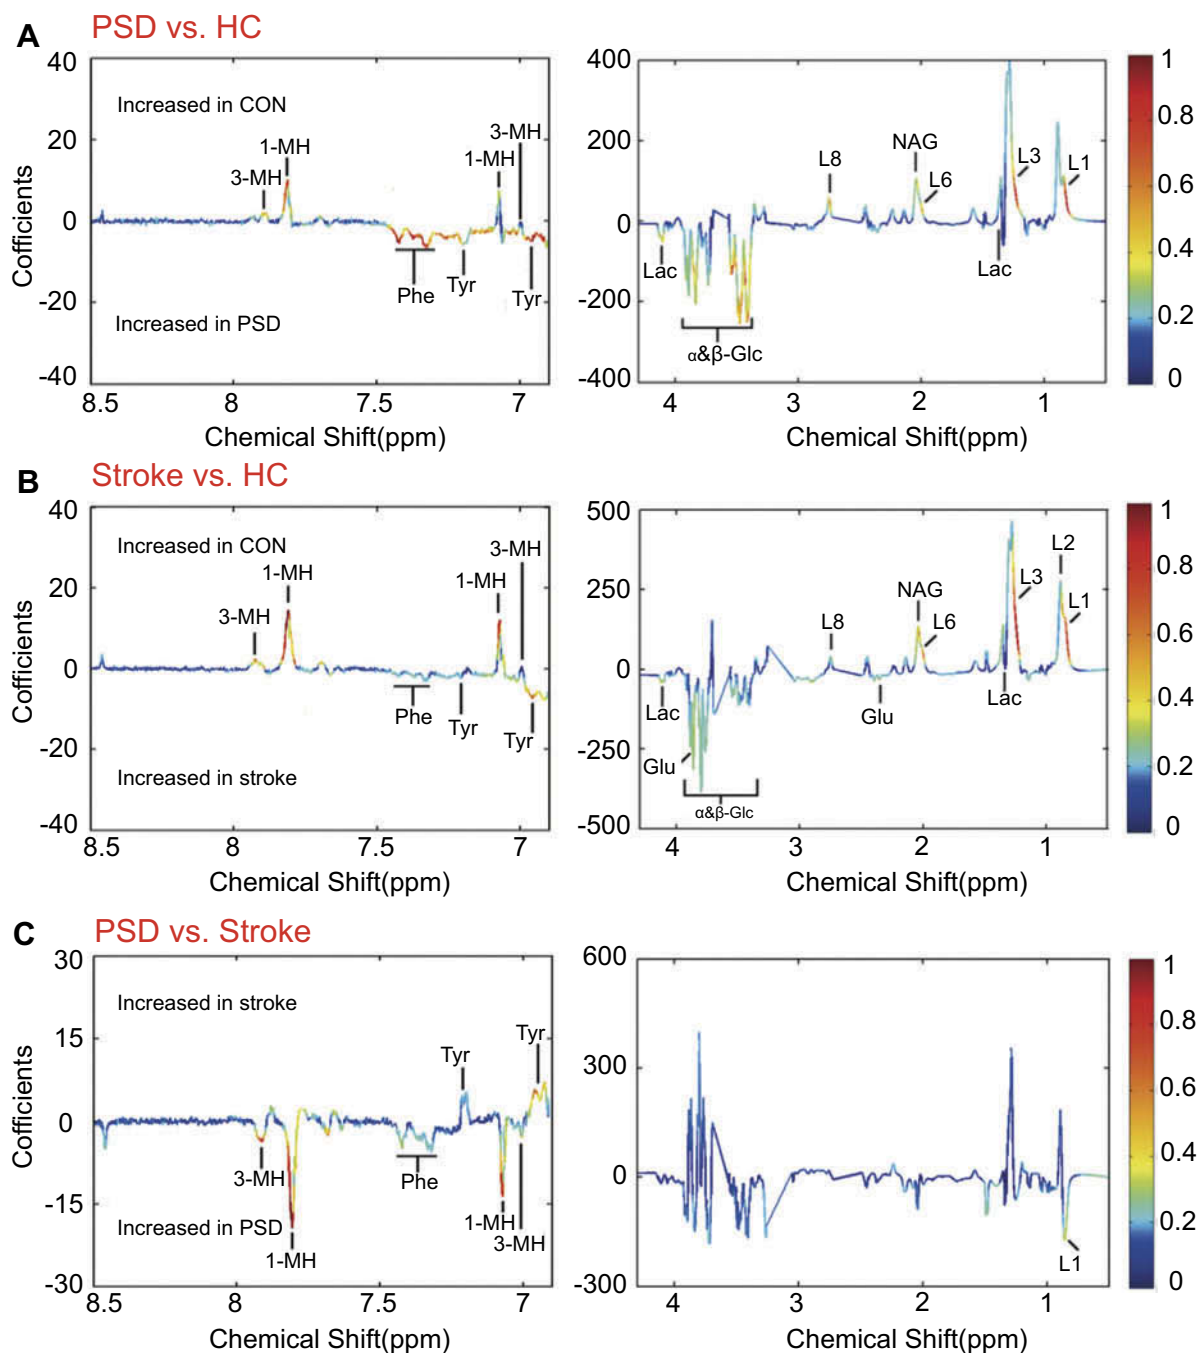 A PSD vs. HC
40
20
0
-20
-40
Cofficients
Increased in CON
3-MH
1-MH
1-MH
3-MH
Phe
Tyr
Tyr
Increased in PSD
8.5 8 7.5 7
Chemical Shift(ppm)
400
200
0
-200
-400
Lac
α&β-Glc
L8
NAG
L6
Lac
L3
L1
4 3 2 1
Chemical Shift(ppm)
1
0.8
0.6
0.4
0.2
0
B Stroke vs. HC
40
20
0
-20
-40
Cofficients
Increased in CON
3-MH
1-MH
1-MH
3-MH
Phe
Tyr
Tyr
Increased in stroke
8.5 8 7.5 7
Chemical Shift(ppm)
500
250
0
-250
-500
Lac
Glu
α&β-Glc
L8
NAG
L6
Glu
Lac
L3
L2
L1
4 3 2 1
Chemical Shift(ppm)
1
0.8
0.6
0.4
0.2
0
C PSD vs. Stroke
30
15
0
-15
-30
Cofficients
Increased in stroke
3-MH
1-MH
Phe
Tyr
Tyr
1-MH
3-MH
Increased in PSD
8.5 8 7.5 7
Chemical Shift(ppm)
600
300
0
-300
L1
4 3 2 1
Chemical Shift(ppm)
1
0.8
0.6
0.4
0.2
0